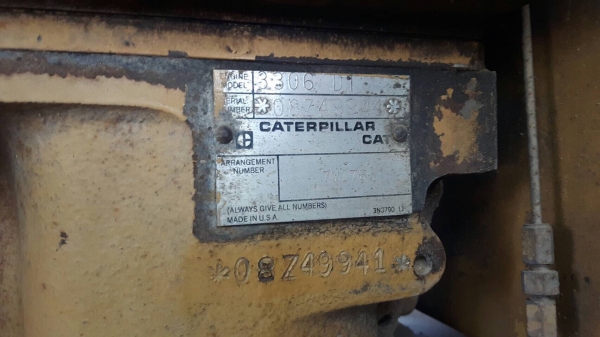 ENGINE MODEL 3306 DI
SERIAL NUMBER
CATERPILLAR
CAT
ARRANGEMENT NUMBER
(ALWAYS GIVE ALL NUMBERS)
MADE IN U.S.A.
*08Z49941*